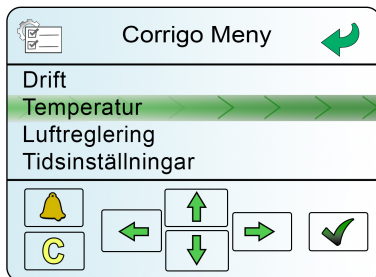 Corrigo Meny
Drift
Temperatur
Luftreglering
Tidsinställningar
C